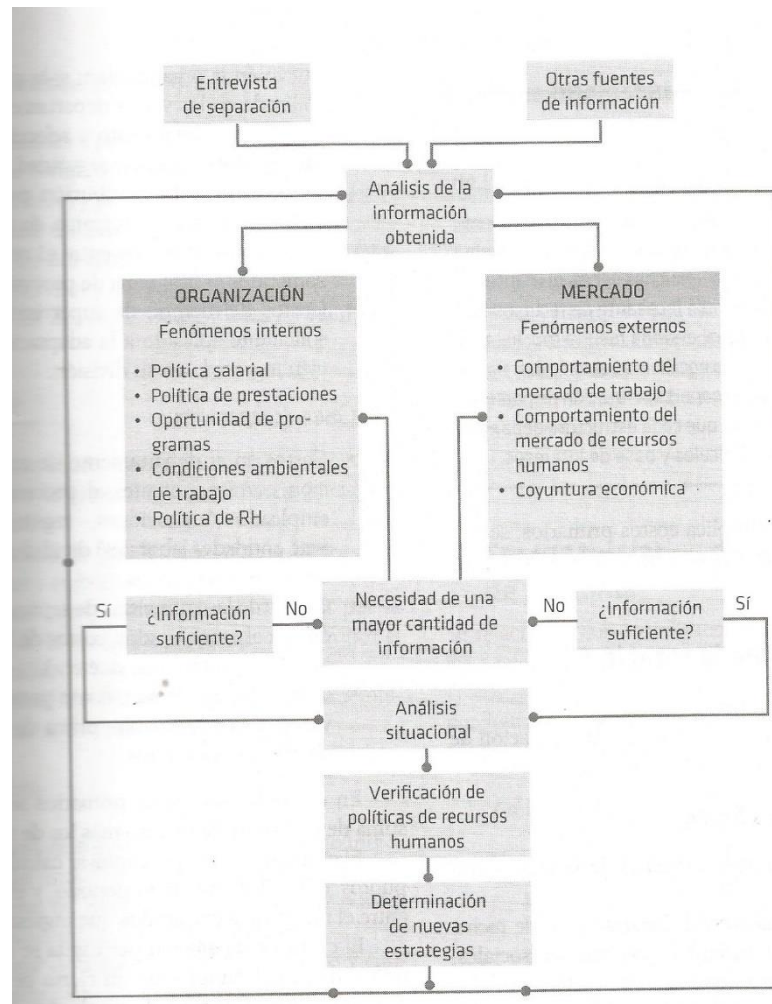 Entrevista
de separación
Otras fuentes
de información
Análisis de la
información
obtenida
ORGANIZACIÓN
Fenómenos internos
• Política salarial
• Política de prestaciones
• Oportunidad de pro-
gramas
• Condiciones ambientales
de trabajo
• Política de RH
MERCADO
Fenómenos externos
• Comportamiento del
mercado de trabajo
• Comportamiento del
mercado de recursos
humanos
• Coyuntura económica
Sí
¿Información
suficiente?
No
Necesidad de una
mayor cantidad de
información
No
¿Información
suficiente?
Sí
Análisis
situacional
Verificación de
políticas de recursos
humanos
Determinación
de nuevas
estrategias